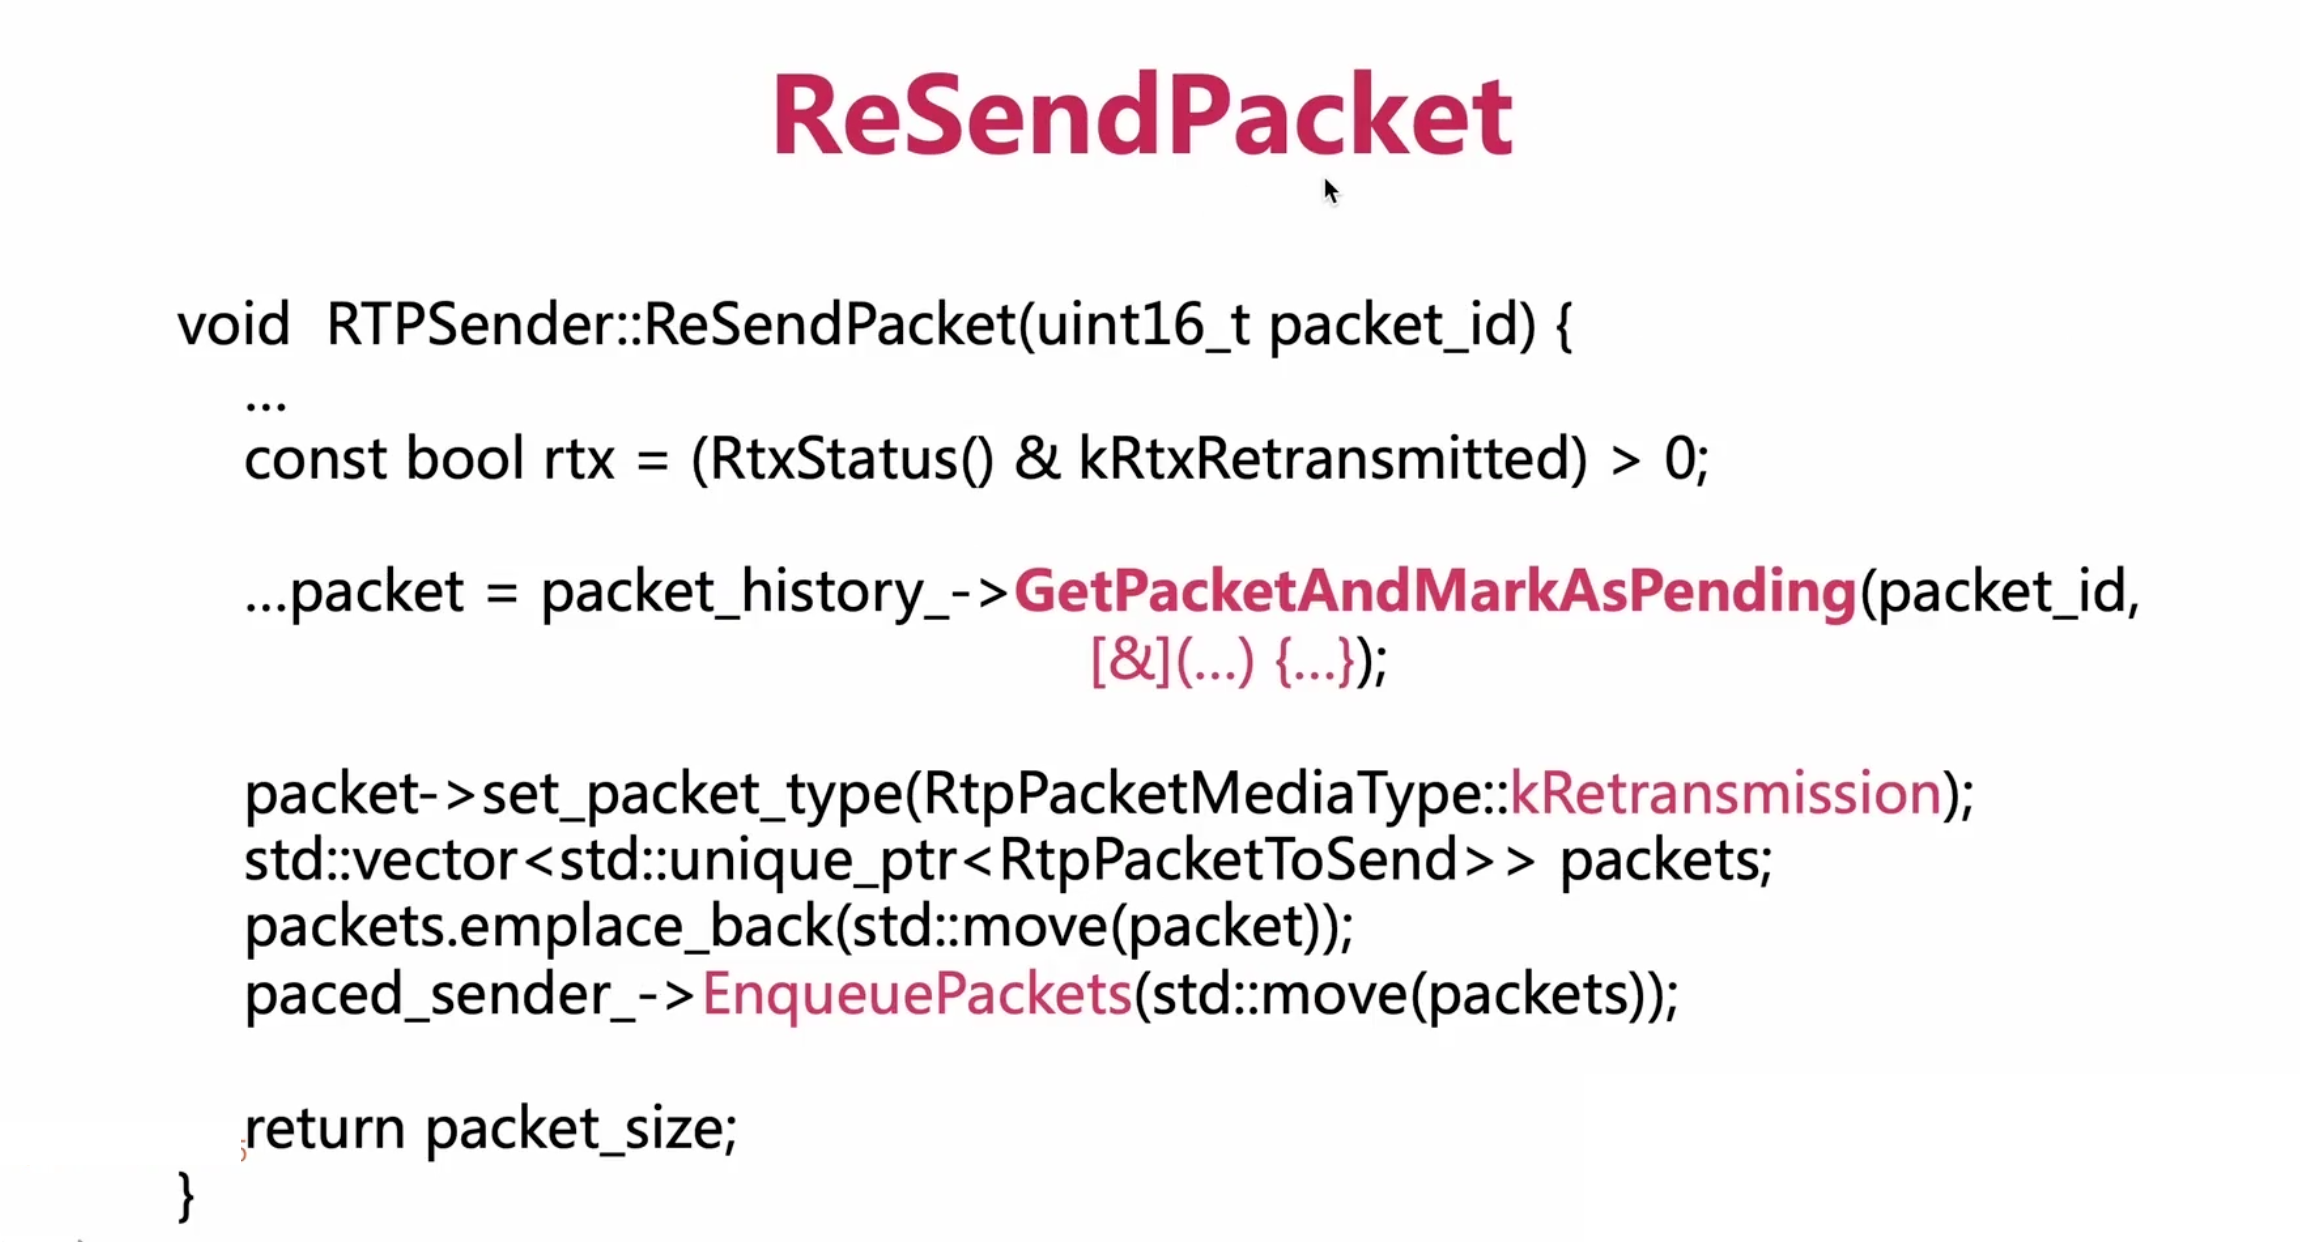 ReSendPacket
void  RTPSender::ReSendPacket(uint16_t packet_id) {
...
const bool rtx = (RtxStatus() & kRtxRetransmitted) > 0;
...packet = packet_history_->GetPacketAndMarkAsPending(packet_id,
[&](...) {...});
packet->set_packet_type(RtpPacketMediaType::kRetransmission);
std::vector<std::unique_ptr<RtpPacketToSend>> packets;
packets.emplace_back(std::move(packet));
paced_sender_->EnqueuePackets(std::move(packets));
return packet_size;
}